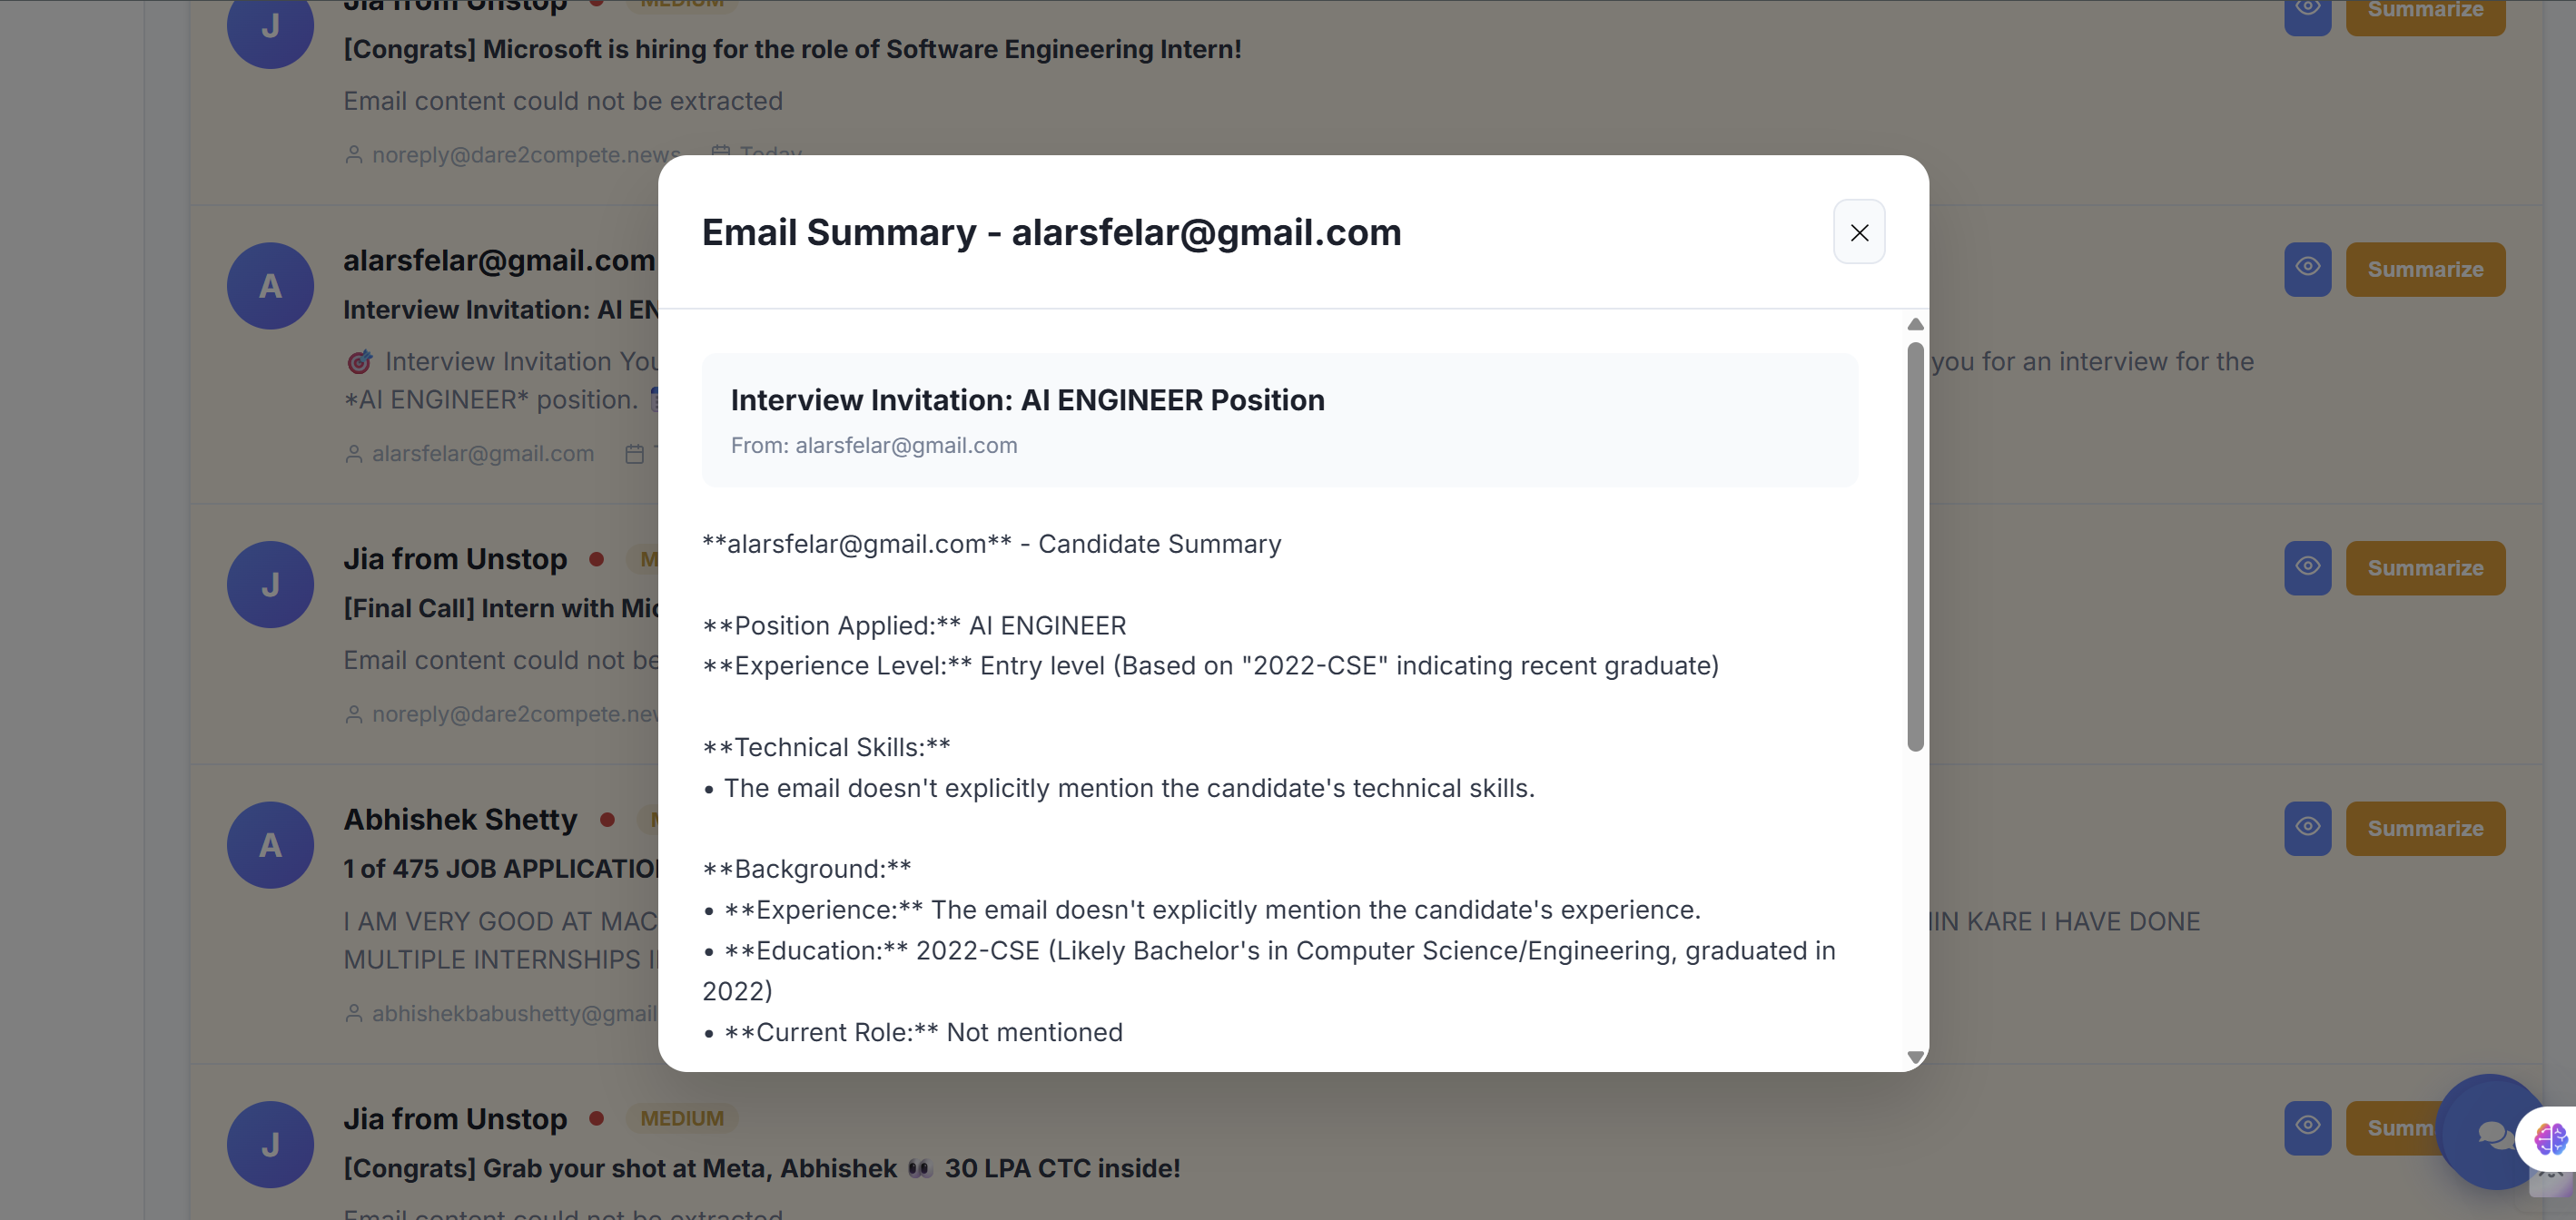 Jia from Unstop MEDIUM
[Congrats] Microsoft is hiring for the role of Software Engineering Intern!
Email content could not be extracted
noreply@dare2compete.news Today
Summarize
alarsfelar@gmail.com
Interview Invitation: AI EN
🎯 Interview Invitation You
you for an interview for the
*AI ENGINEER* position.
alarsfelar@gmail.com
Summarize
Jia from Unstop
[Final Call] Intern with Mic
Email content could not be
noreply@dare2compete.new
Summarize
Abhishek Shetty
1 of 475 JOB APPLICATIO
I AM VERY GOOD AT MAC
KARE I HAVE DONE
MULTIPLE INTERNSHIPS I
abhishekbabushetty@gmail
Summarize
Jia from Unstop MEDIUM
[Congrats] Grab your shot at Meta, Abhishek 👀 30 LPA CTC inside!
Email content could not be extracted
Summ
Email Summary - alarsfelar@gmail.com
Interview Invitation: AI ENGINEER Position
From: alarsfelar@gmail.com
**alarsfelar@gmail.com** - Candidate Summary
**Position Applied:** AI ENGINEER
**Experience Level:** Entry level (Based on "2022-CSE" indicating recent graduate)
**Technical Skills:**
• The email doesn't explicitly mention the candidate's technical skills.
**Background:**
• **Experience:** The email doesn't explicitly mention the candidate's experience.
• **Education:** 2022-CSE (Likely Bachelor's in Computer Science/Engineering, graduated in
2022)
• **Current Role:** Not mentioned
J
A
J
A
J